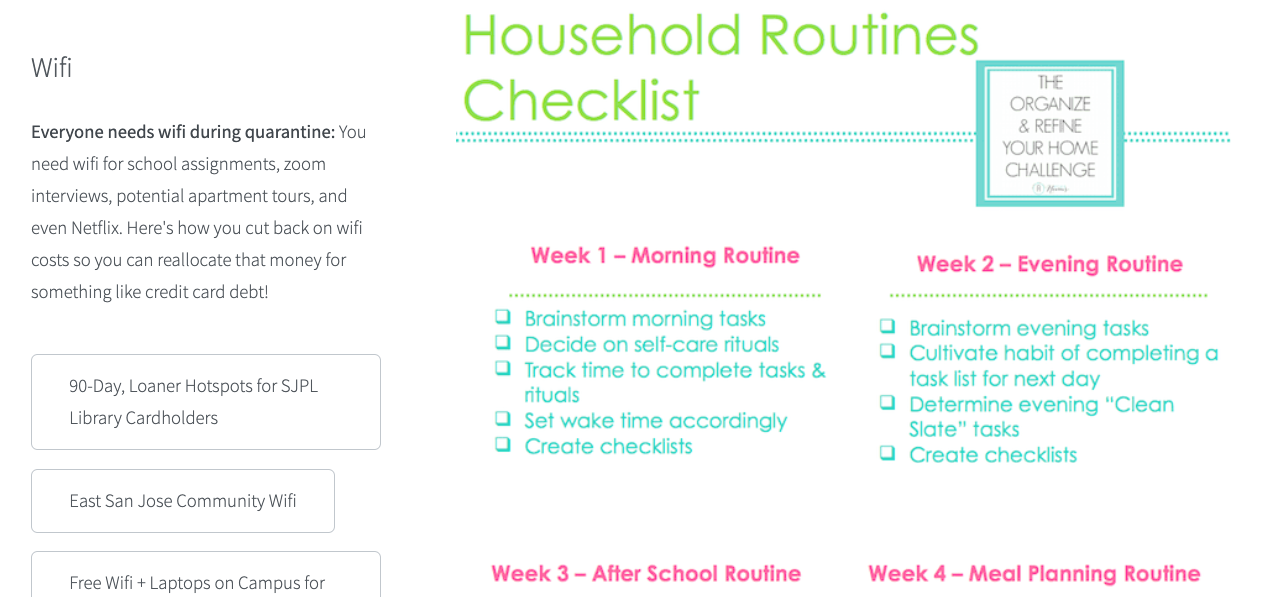 Wifi
Everyone needs wifi during quarantine: You
need wifi for school assignments, zoom
interviews, potential apartment tours, and
even Netflix. Here's how you cut back on wifi
costs so you can reallocate that money for
something like credit card debt!
90-Day, Loaner Hotspots for SJPL
Library Cardholders
East San Jose Community Wifi
Free Wifi + Laptops on Campus for
Household Routines
Checklist
THE
ORGANIZE
& REFINE
YOUR HOME
CHALLENGE
Week 1 – Morning Routine
❑ Brainstorm morning tasks
❑ Decide on self-care rituals
❑ Track time to complete tasks &
rituals
❑ Set wake time accordingly
❑ Create checklists
Week 2 – Evening Routine
❑ Brainstorm evening tasks
❑ Cultivate habit of completing a
task list for next day
❑ Determine evening “Clean
Slate” tasks
❑ Create checklists
Week 3 – After School Routine
Week 4 – Meal Planning Routine